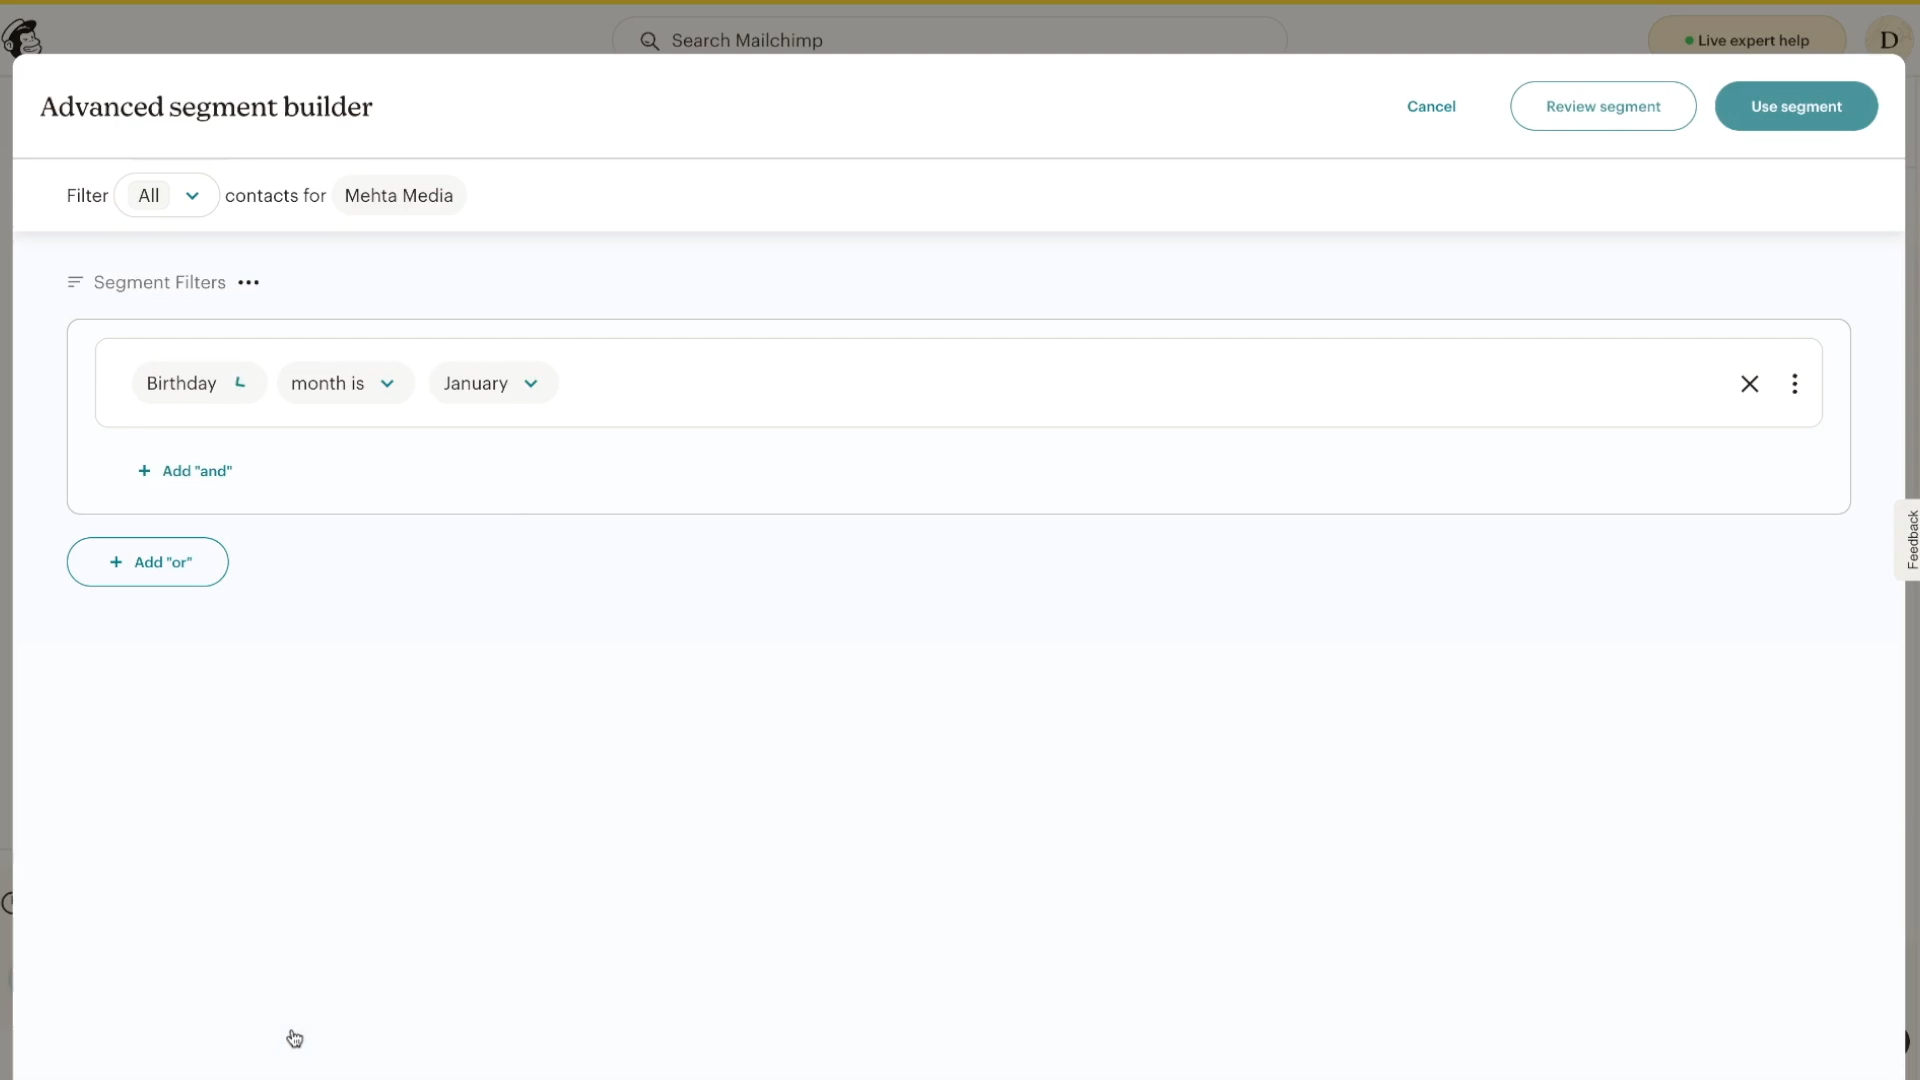 Search Mailchimp
Live expert help
D
Advanced segment builder
Cancel
Review segment
Use segment
Filter All contacts for Mehta Media
Segment Filters
Birthday month is January
+ Add "and"
+ Add "or"
Feedback